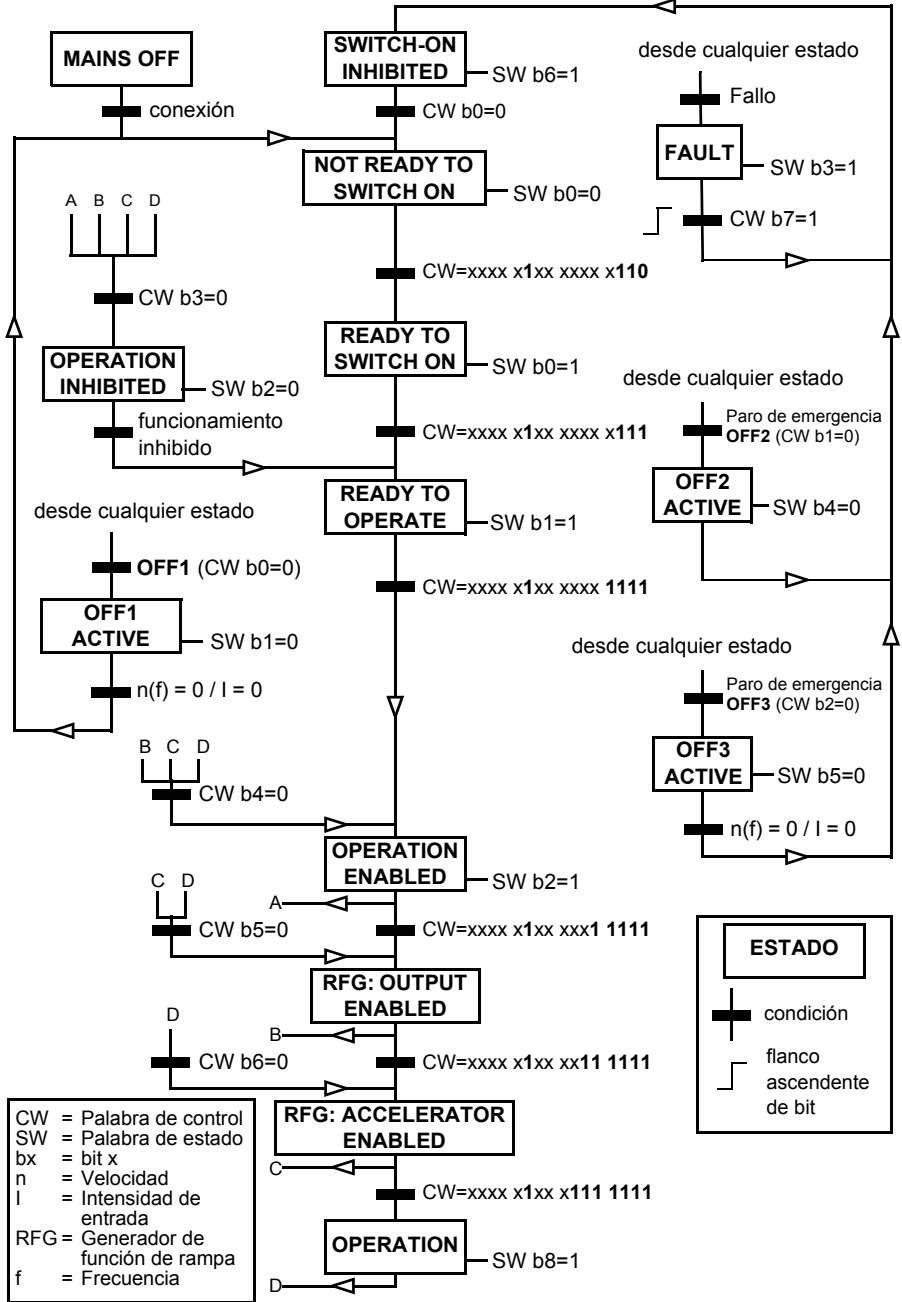 MAINS OFF
conexión
SWITCH-ON
INHIBITED
SW b6=1
CW b0=0
desde cualquier estado
Fallo
FAULT
SW b3=1
CW b7=1
NOT READY TO
SWITCH ON
SW b0=0
A B C D
CW b3=0
CW=xxxx x1xx xxxx x110
OPERATION
INHIBITED
SW b2=0
funcionamiento
inhibido
READY TO
SWITCH ON
SW b0=1
CW=xxxx x1xx xxxx x111
desde cualquier estado
Paro de emergencia
OFF2 (CW b1=0)
OFF2
ACTIVE
SW b4=0
READY TO
OPERATE
SW b1=1
CW=xxxx x1xx xxxx 1111
desde cualquier estado
OFF1 (CW b0=0)
OFF1
ACTIVE
SW b1=0
n(f) = 0 / I = 0
desde cualquier estado
Paro de emergencia
OFF3 (CW b2=0)
OFF3
ACTIVE
SW b5=0
n(f) = 0 / I = 0
B C D
CW b4=0
OPERATION
ENABLED
SW b2=1
A
C D
CW b5=0
CW=xxxx x1xx xxx1 1111
RFG: OUTPUT
ENABLED
B
D
CW b6=0
CW=xxxx x1xx xx11 1111
RFG: ACCELERATOR
ENABLED
C
CW=xxxx x1xx x111 1111
OPERATION
SW b8=1
D
ESTADO
condición
flanco
ascendente
de bit
CW = Palabra de control
SW = Palabra de estado
bx = bit x
n = Velocidad
I = Intensidad de
entrada
RFG = Generador de
función de rampa
f = Frecuencia